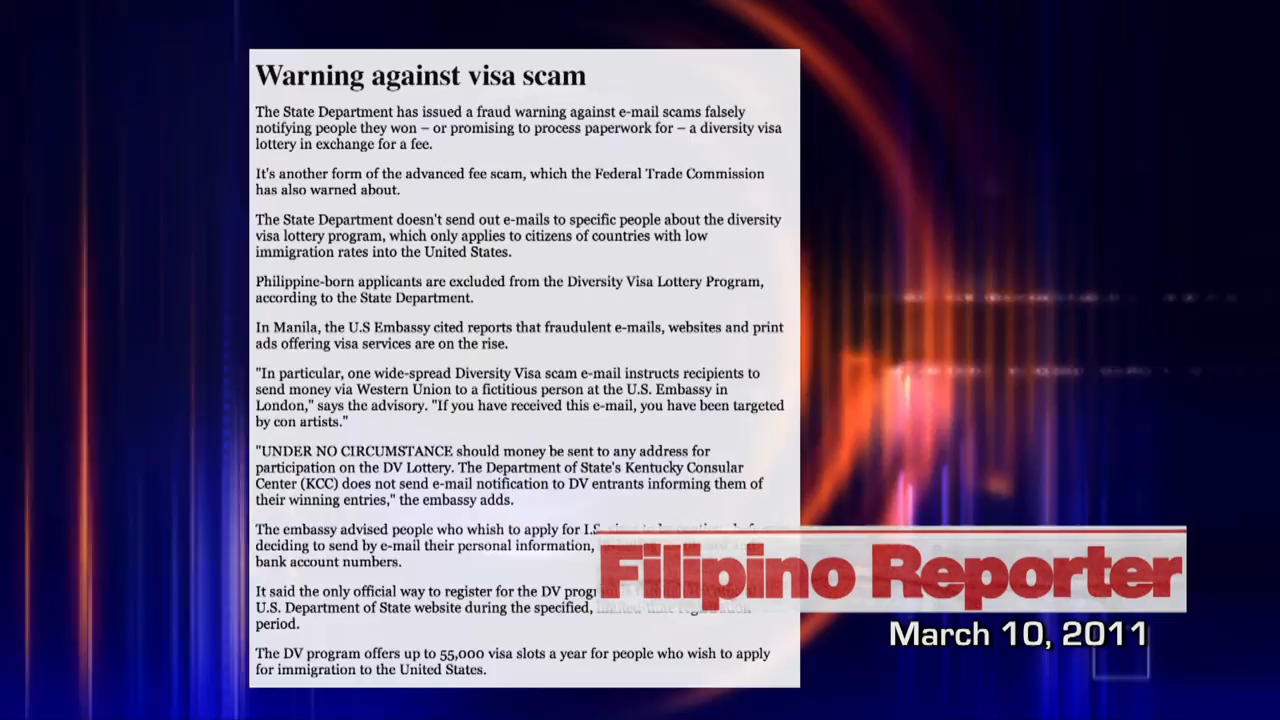 Warning against visa scam
The State Department has issued a fraud warning against e-mail scams falsely
notifying people they won – or promising to process paperwork for – a diversity visa
lottery in exchange for a fee.
It's another form of the advanced fee scam, which the Federal Trade Commission
has also warned about.
The State Department doesn't send out e-mails to specific people about the diversity
visa lottery program, which only applies to citizens of countries with low
immigration rates into the United States.
Philippine-born applicants are excluded from the Diversity Visa Lottery Program,
according to the State Department.
In Manila, the U.S Embassy cited reports that fraudulent e-mails, websites and print
ads offering visa services are on the rise.
"In particular, one wide-spread Diversity Visa scam e-mail instructs recipients to
send money via Western Union to a fictitious person at the U.S. Embassy in
London," says the advisory. "If you have received this e-mail, you have been targeted
by con artists."
"UNDER NO CIRCUMSTANCE should money be sent to any address for
participation on the DV Lottery. The Department of State's Kentucky Consular
Center (KCC) does not send e-mail notification to DV entrants informing them of
their winning entries," the embassy adds.
The embassy advised people who whish to apply for
deciding to send by e-mail their personal information,
bank account numbers.
It said the only official way to register for the DV
U.S. Department of State website during the specified,
period.
The DV program offers up to 55,000 visa slots a year for people who wish to apply
for immigration to the United States.
Filipino Reporter
March 10, 2011